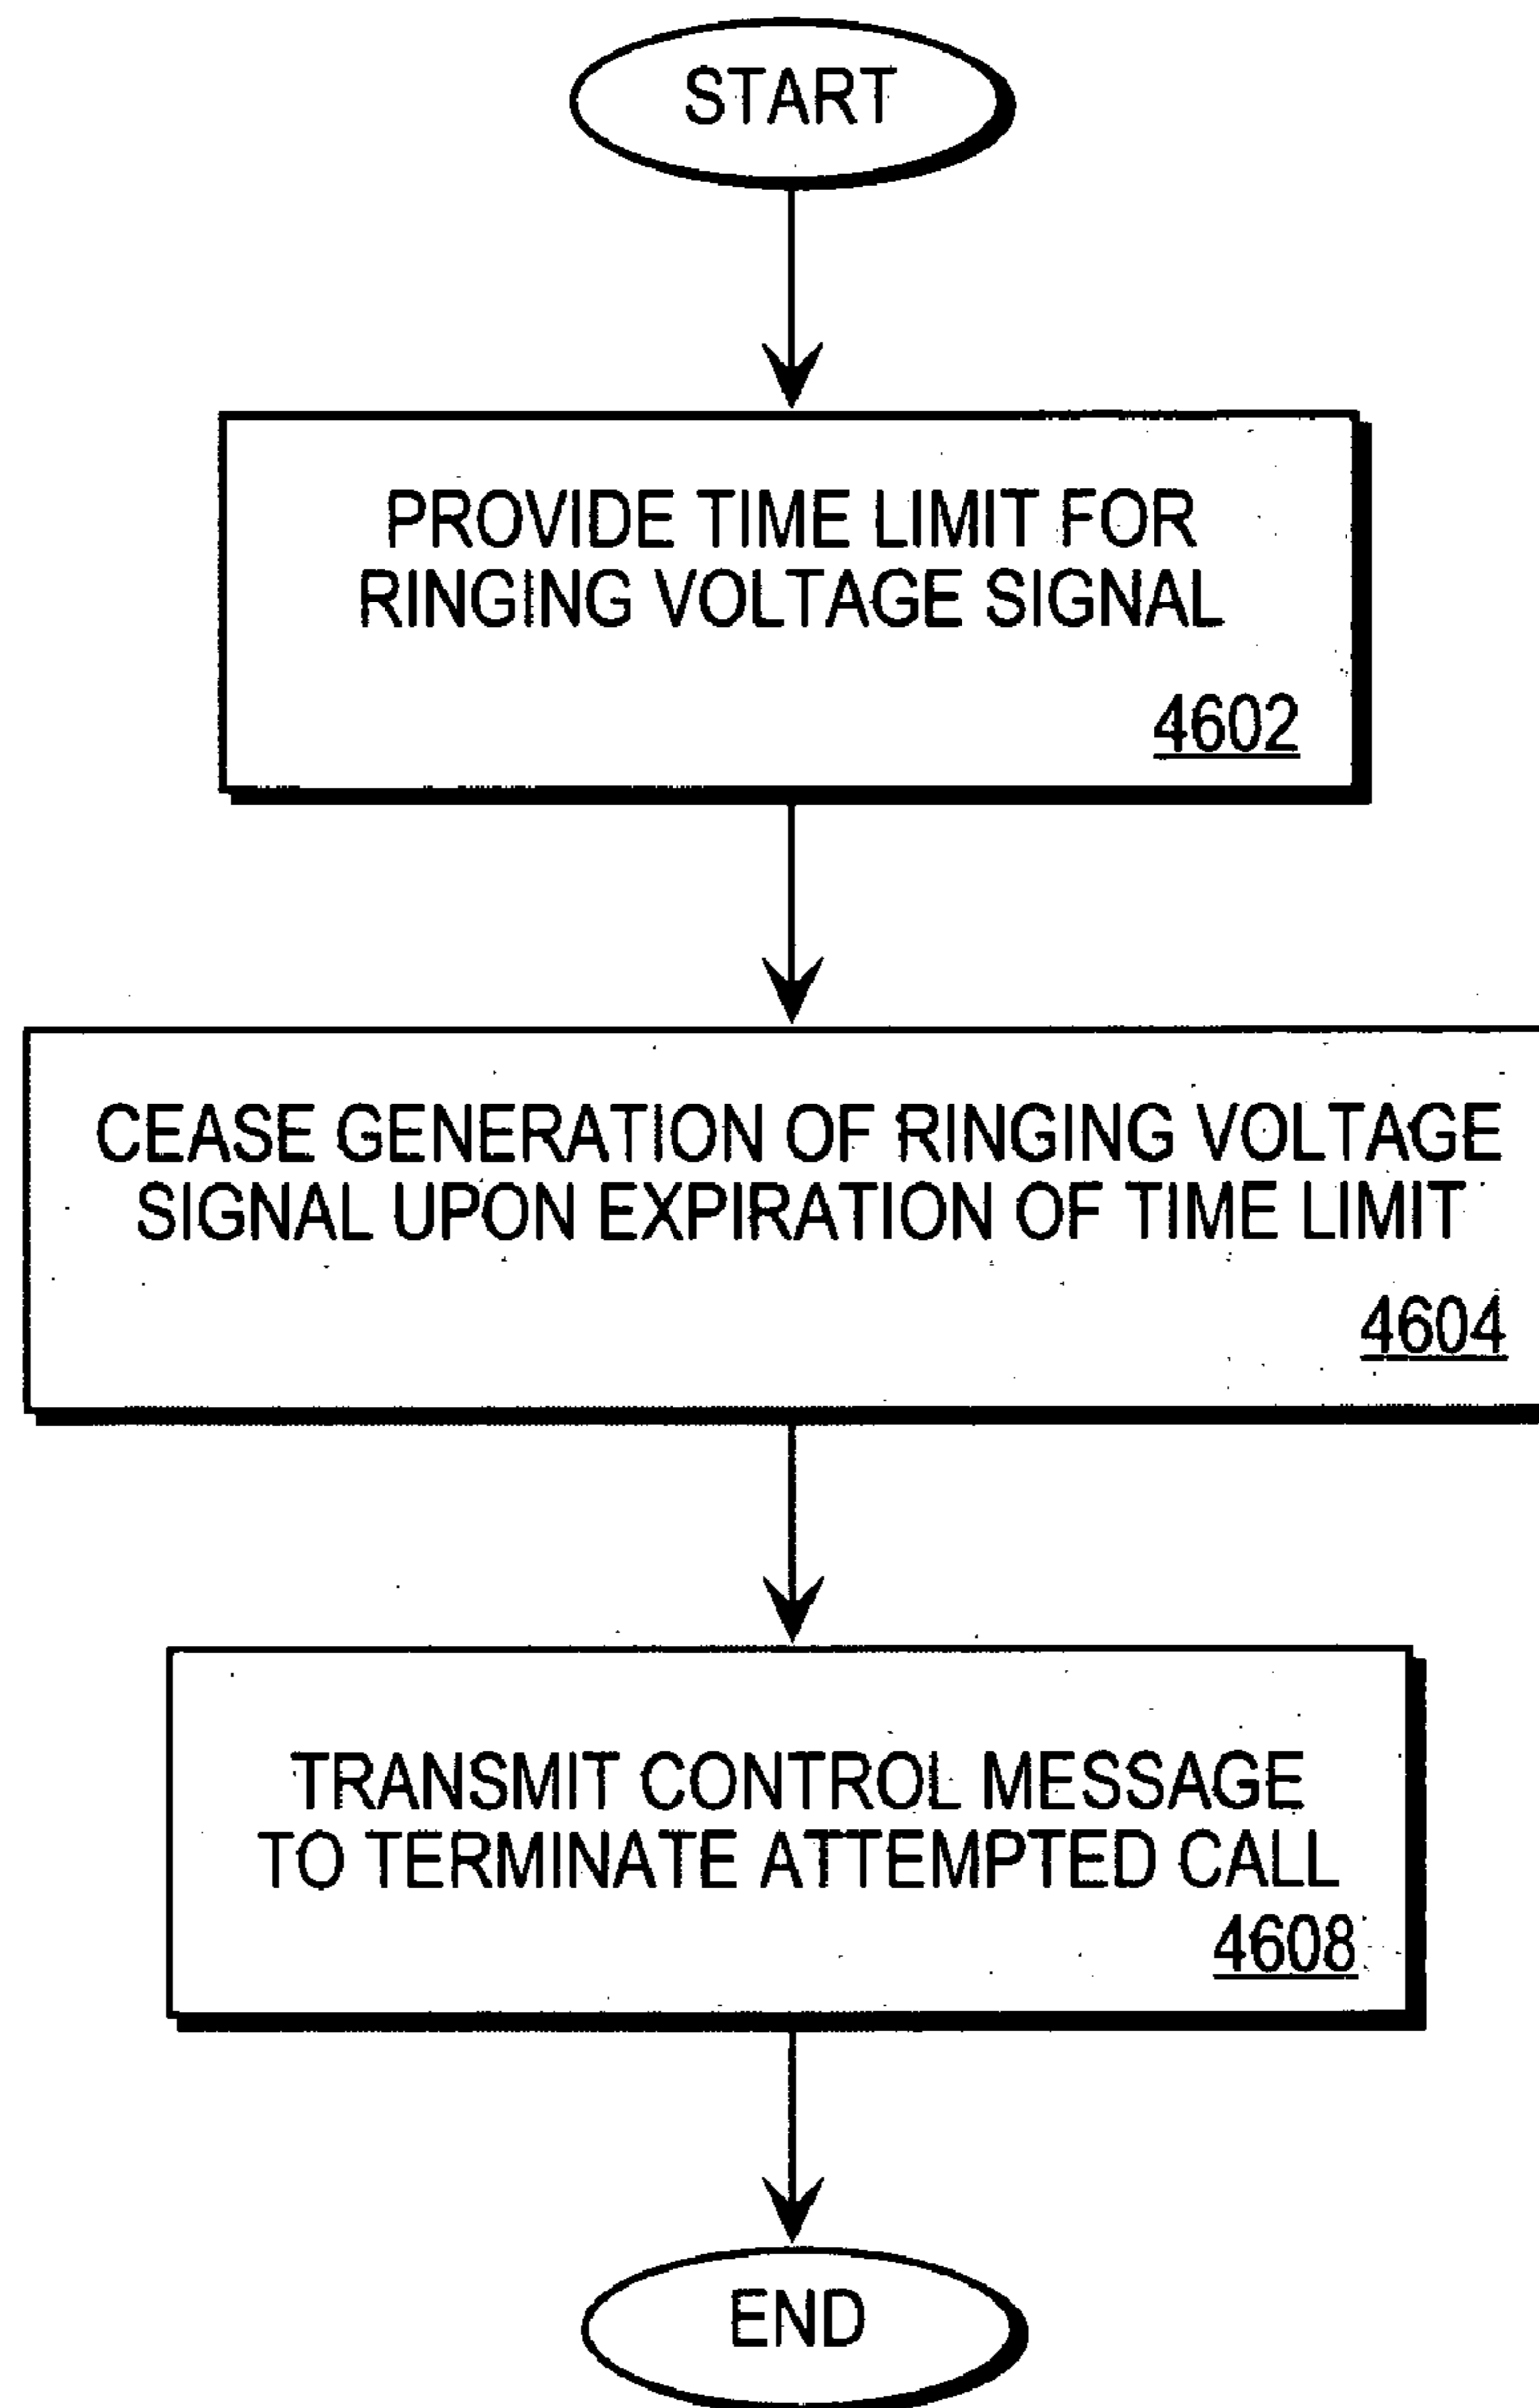 START
PROVIDE TIME LIMIT FOR
RINGING VOLTAGE SIGNAL
4602
CEASE GENERATION OF RINGING VOLTAGE
SIGNAL UPON EXPIRATION OF TIME LIMIT
4604
TRANSMIT CONTROL MESSAGE
TO TERMINATE ATTEMPTED CALL
4608
END